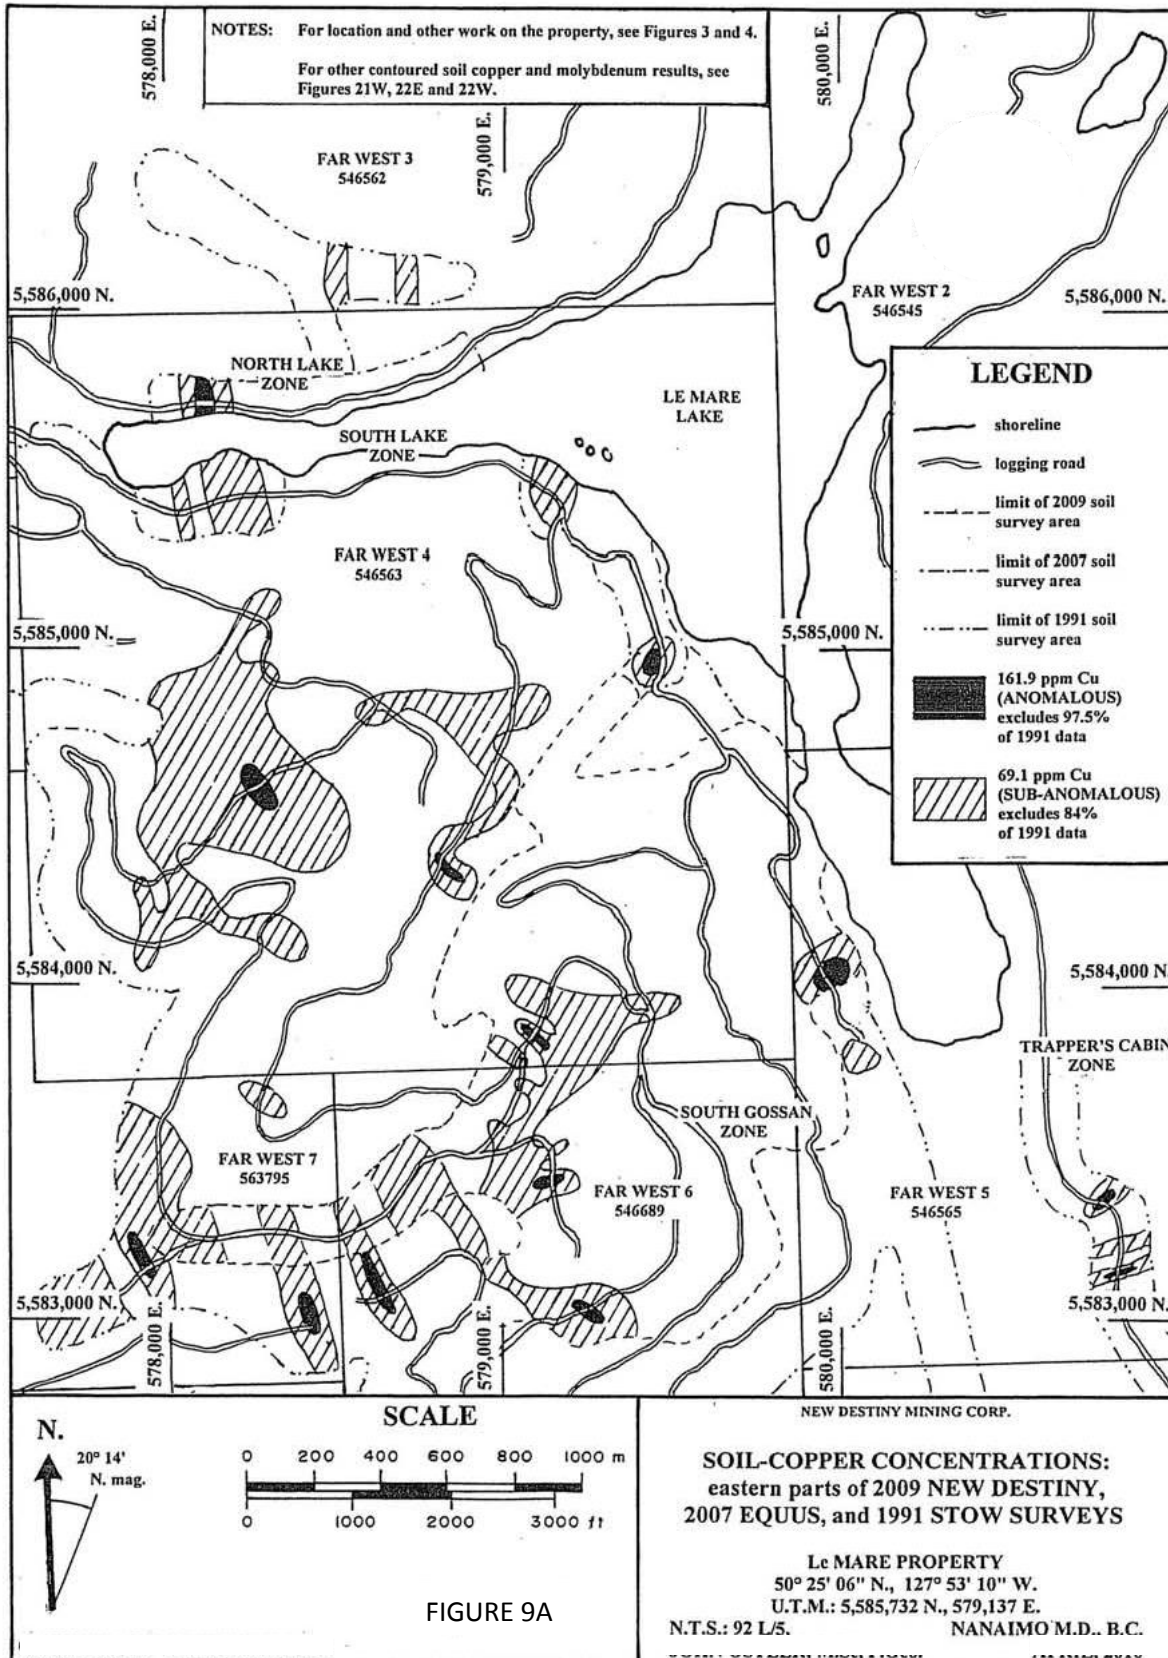 578,000 E.
NOTES: For location and other work on the property, see Figures 3 and 4.
For other contoured soil copper and molybdenum results, see
Figures 21W, 22E and 22W.
580,000 E.
579,000 E.
FAR WEST 3
546562
5,586,000 N.
FAR WEST 2
546545
5,586,000 N.
NORTH LAKE
ZONE
LE MARE
LAKE
SOUTH LAKE
ZONE
LEGEND
shoreline
logging road
limit of 2009 soil
survey area
limit of 2007 soil
survey area
limit of 1991 soil
survey area
161.9 ppm Cu
(ANOMALOUS)
excludes 97.5%
of 1991 data
69.1 ppm Cu
(SUB-ANOMALOUS)
excludes 84%
of 1991 data
FAR WEST 4
546563
5,585,000 N.
5,585,000 N.
5,584,000 N.
5,584,000 N.
TRAPPER'S CABIN
ZONE
SOUTH GOSSAN
ZONE
FAR WEST 7
563795
FAR WEST 6
546689
FAR WEST 5
546565
5,583,000 N.
5,583,000 N.
578,000 E.
579,000 E.
580,000 E.
N.
20° 14'
N. mag.
SCALE
0 200 400 600 800 1000 m
0 1000 2000 3000 ft
FIGURE 9A
NEW DESTINY MINING CORP.
SOIL-COPPER CONCENTRATIONS:
eastern parts of 2009 NEW DESTINY,
2007 EQUUS, and 1991 STOW SURVEYS
Le MARE PROPERTY
50° 25' 06" N., 127° 53' 10" W.
U.T.M.: 5,585,732 N., 579,137 E.
N.T.S.: 92 L/5. NANAIMO M.D., B.C.